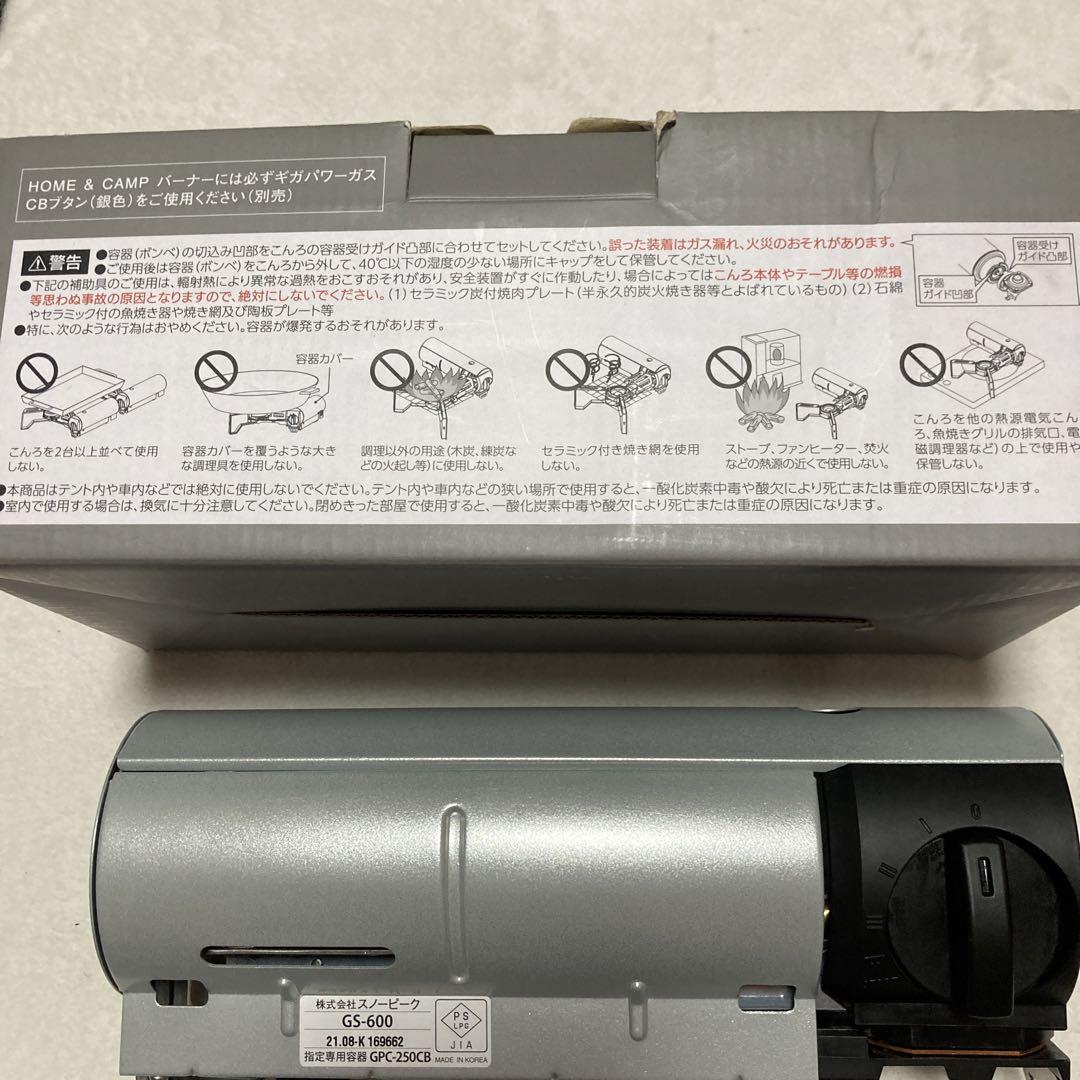 HOME & CAMP バーナーには必ずギガパワーガス
CBブタン(銀色)をご使用ください(別売)
警告
●容器(ボンベ)の切込み凹部をこんろの容器受けガイド凸部に合わせてセットしてください。誤った装着はガス漏れ、火災のおそれがあります。
●ご使用後は容器(ボンベ)をこんろから外して、40℃以下の湿度の少ない場所にキャップをして保管してください。
●下記の補助具のご使用は、輻射熱により異常な過熱をおこすおそれがあり、安全装置がすぐに作動したり、場合によってはこんろ本体やテーブル等の燃損
等思わぬ事故の原因となりますので、絶対にしないでください。(1)セラミック炭付焼肉プレート(半永久的炭火焼き器等とよばれているもの)(2)石綿
やセラミック付の魚焼き器や焼き網及び陶板プレート等
●特に、次のような行為はおやめください。容器が爆発するおそれがあります。
容器受け
ガイド凸部
容器
ガイド凹部
容器カバー
こんろを2台以上並べて使用
しない。
容器カバーを覆うような大き
な調理具を使用しない。
調理以外の用途(木炭、練炭な
どの火起し等)に使用しない。
セラミック付き焼き網を使用
しない。
ストーブ、ファンヒーター、焚火
などの熱源の近くで使用しない。
こんろを他の熱源電気こん
ろ、魚焼きグリルの排気口、電
磁調理器など)の上で使用や
保管しない。
●本商品はテント内や車内などでは絶対に使用しないでください。テント内や車内などの狭い場所で使用すると、一酸化炭素中毒や酸欠により死亡または重症の原因になります。
●室内で使用する場合は、換気に十分注意してください。閉めきった部屋で使用すると、一酸化炭素中毒や酸欠により死亡または重症の原因になります。
株式会社スノーピーク
GS-600
21.08-K 169662
指定専用容器 GPC-250CB
PS
LPG
JIA
MADE IN KOREA